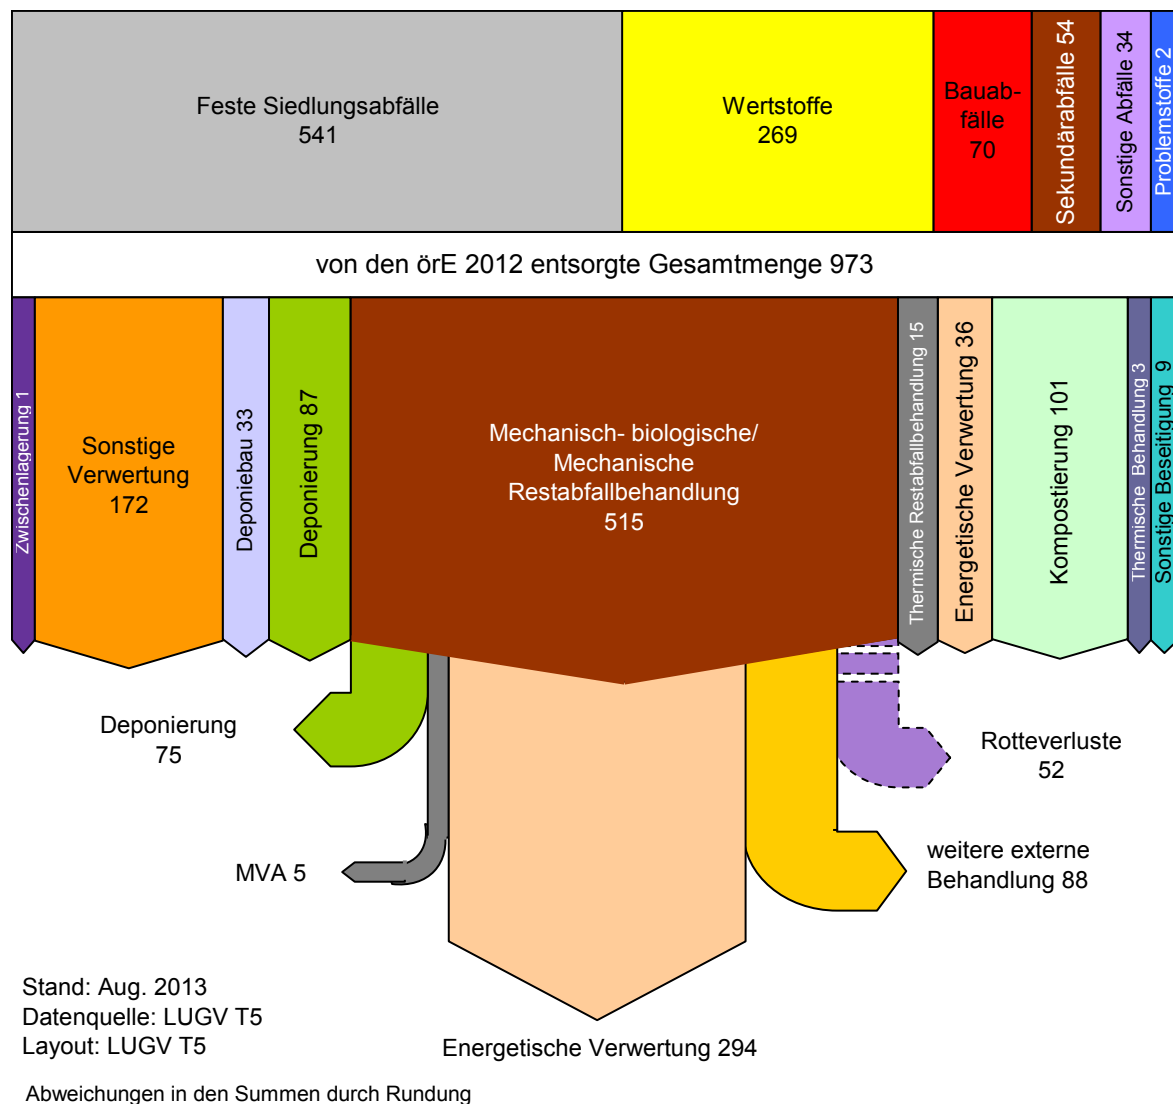 Feste Siedlungsabfälle
541
Wertstoffe
269
Bauab-
fälle
70
Sekundärabfälle 54
Sonstige Abfälle 34
Problemstoffe 2
von den örE 2012 entsorgte Gesamtmenge 973
Zwischenlagerung 1
Sonstige
Verwertung
172
Deponiebau 33
Deponierung 87
Mechanisch- biologische/
Mechanische
Restabfallbehandlung
515
Thermische Restabfallbehandlung 15
Energetische Verwertung 36
Kompostierung 101
Thermische Behandlung 3
Sonstige Beseitigung 9
Deponierung
75
Rotteverluste
52
MVA 5
weitere externe
Behandlung 88
Energetische Verwertung 294
Stand: Aug. 2013
Datenquelle: LUGV T5
Layout: LUGV T5
Abweichungen in den Summen durch Rundung